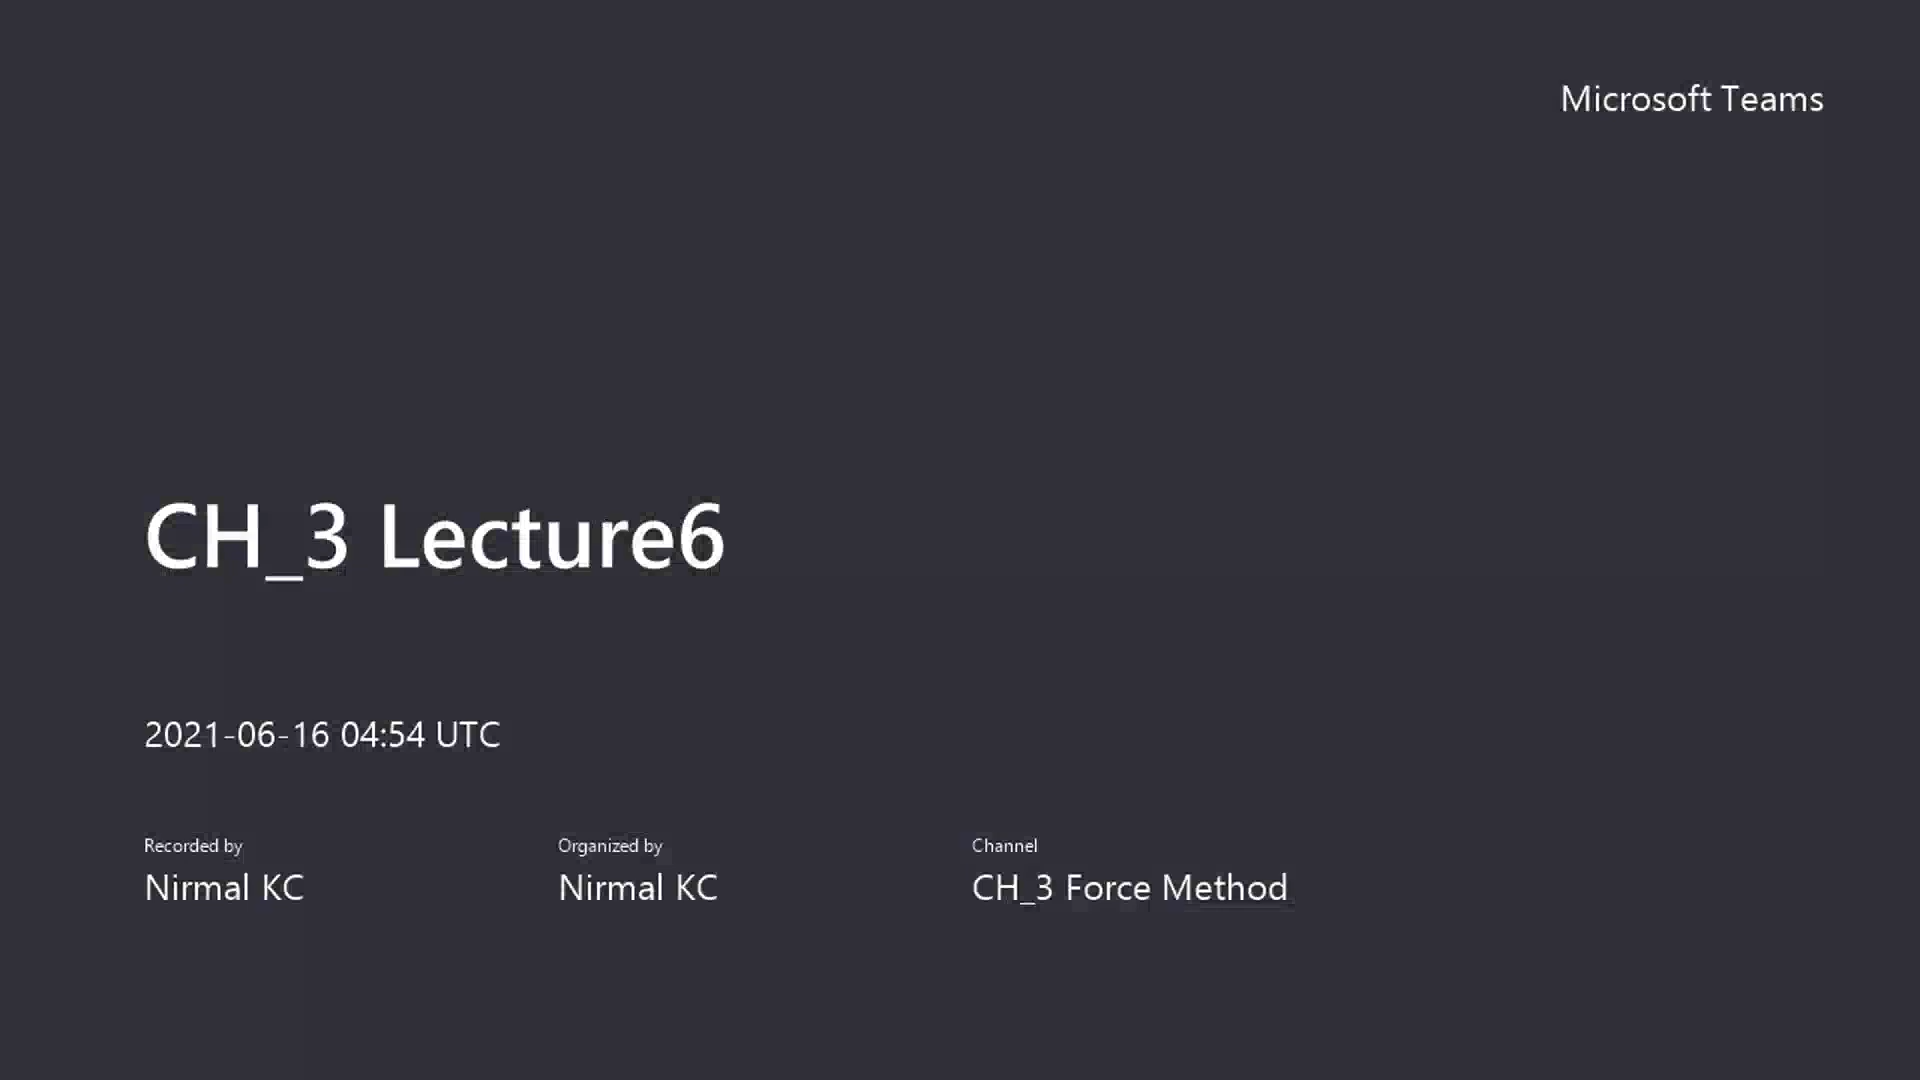 Microsoft Teams
CH_3 Lecture6
2021-06-16 04:54 UTC
Recorded by
Nirmal KC
Organized by
Nirmal KC
Channel
CH_3 Force Method